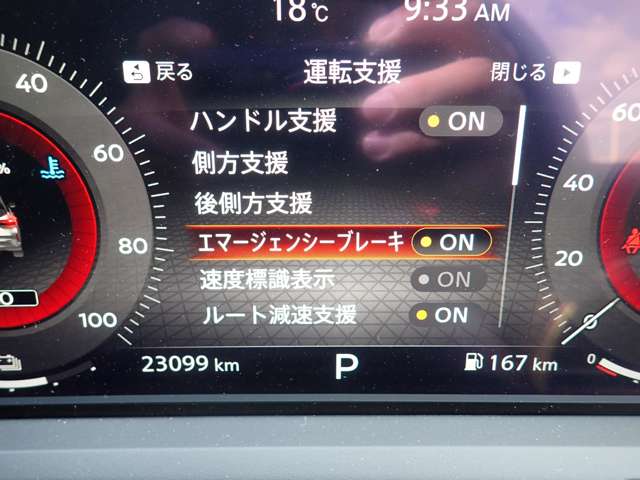 18℃ 9:33 AM
戻る 運転支援 閉じる
ハンドル支援 ON
側方支援
後側方支援
エマージェンシーブレーキ ON
速度標識表示 ON
ルート減速支援 ON
23099 km P 167 km
40
60
80
100
%
0
60
40
20
0
0